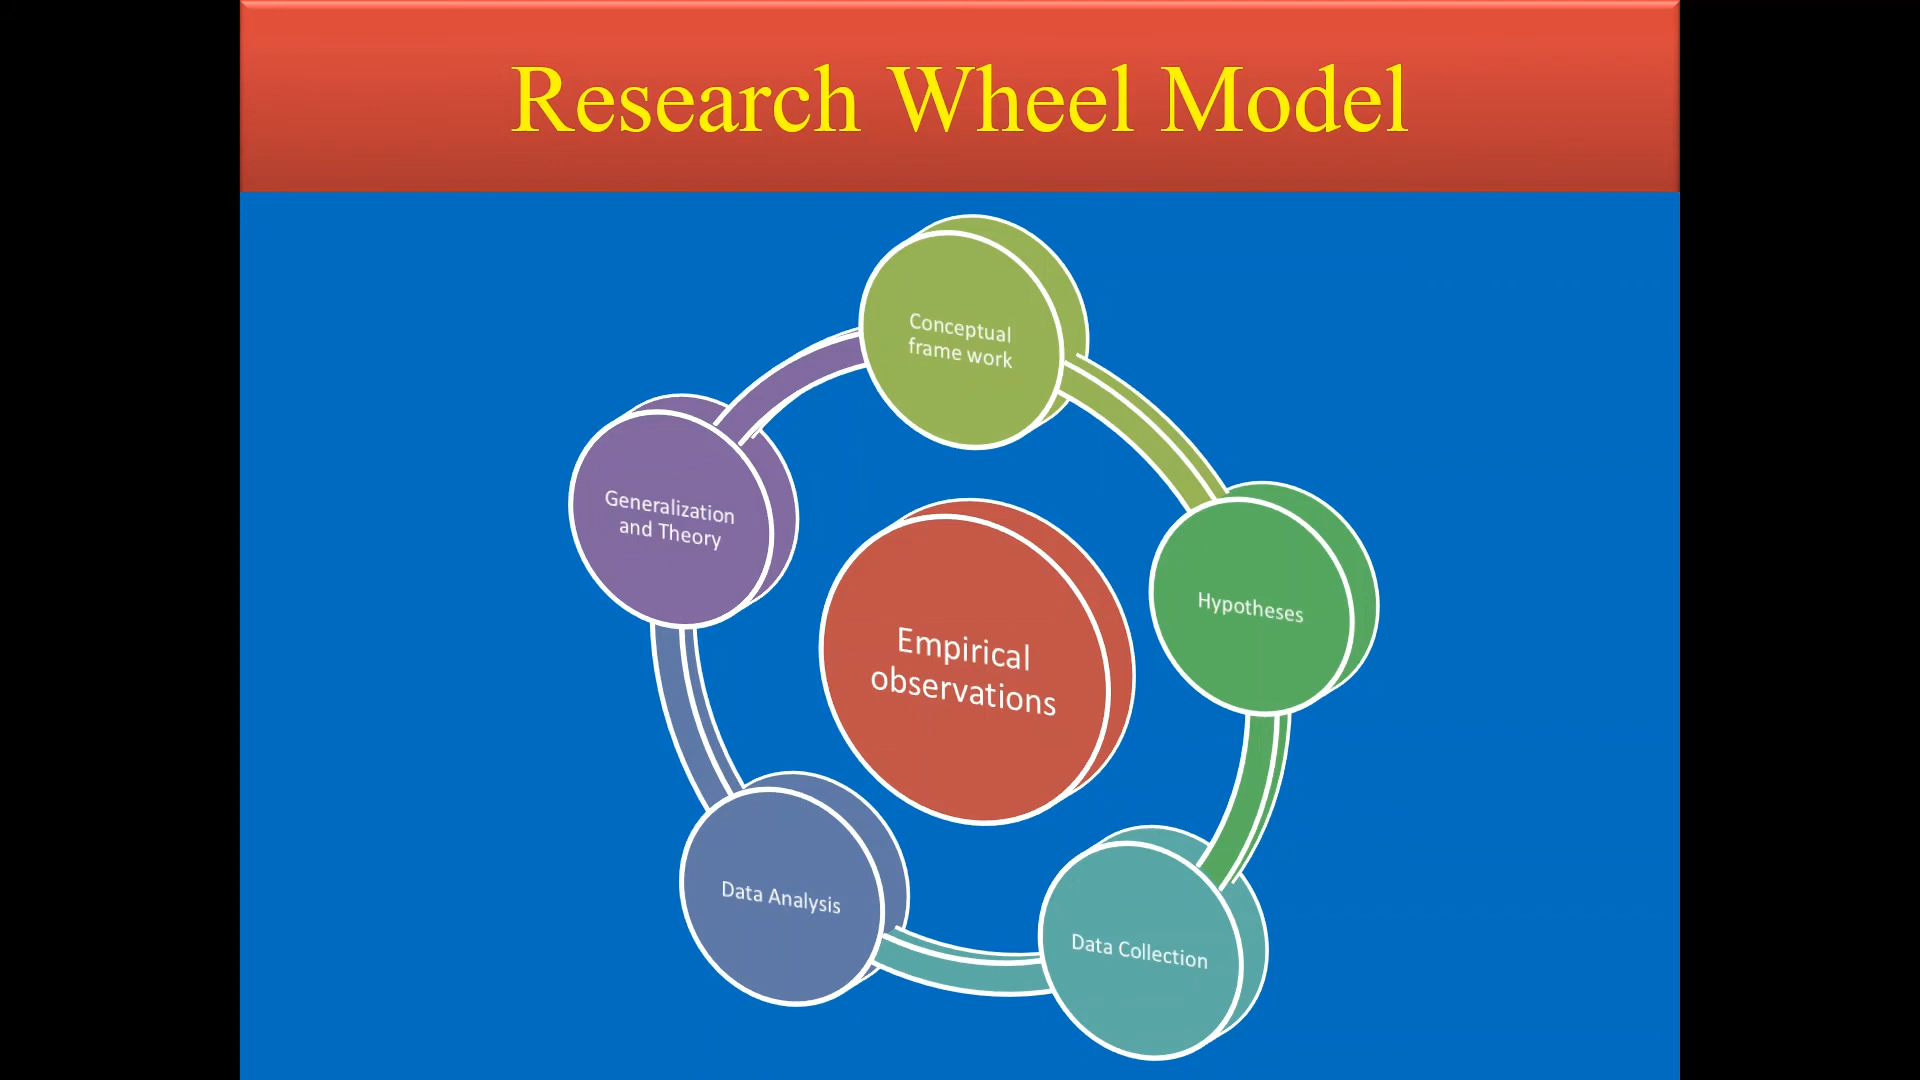 Research Wheel Model
Conceptual
frame work
Generalization
and Theory
Hypotheses
Empirical
observations
Data Analysis
Data Collection